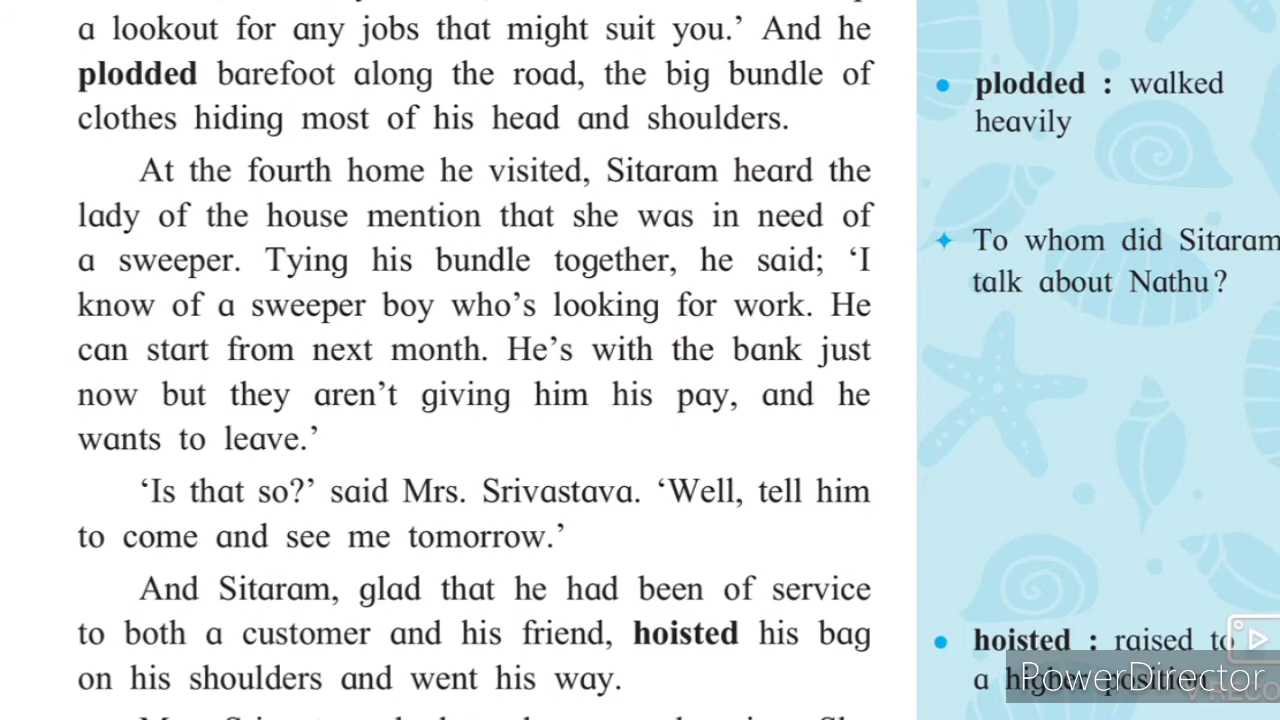 a lookout for any jobs that might suit you.’ And he
plodded barefoot along the road, the big bundle of
clothes hiding most of his head and shoulders.
At the fourth home he visited, Sitaram heard the
lady of the house mention that she was in need of
a sweeper. Tying his bundle together, he said; ‘I
know of a sweeper boy who’s looking for work. He
can start from next month. He’s with the bank just
now but they aren’t giving him his pay, and he
wants to leave.’
‘Is that so?’ said Mrs. Srivastava. ‘Well, tell him
to come and see me tomorrow.’
And Sitaram, glad that he had been of service
to both a customer and his friend, hoisted his bag
on his shoulders and went his way.
• plodded : walked
heavily
✦ To whom did Sitaram
talk about Nathu?
• hoisted : raised to
a higher position
PowerDirector